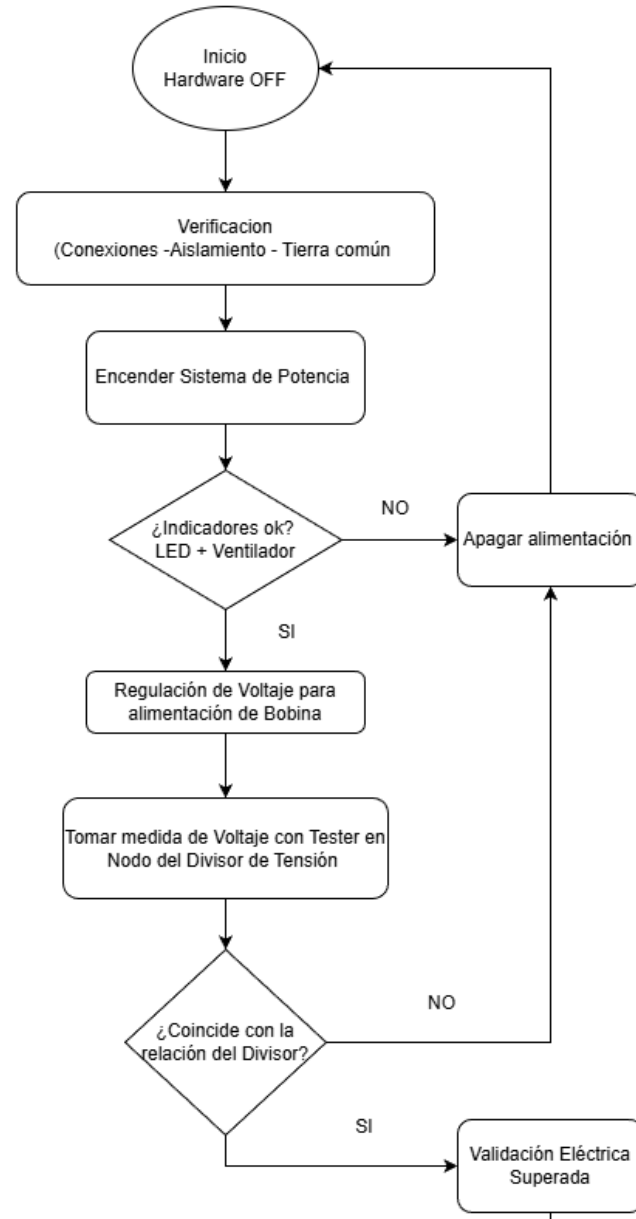 Inicio
Hardware OFF
Verificacion
(Conexiones -Aislamiento - Tierra común
Encender Sistema de Potencia
¿Indicadores ok?
LED + Ventilador
NO
Apagar alimentación
SI
Regulación de Voltaje para
alimentación de Bobina
Tomar medida de Voltaje con Tester en
Nodo del Divisor de Tensión
¿Coincide con la
relación del Divisor?
NO
SI
Validación Eléctrica
Superada